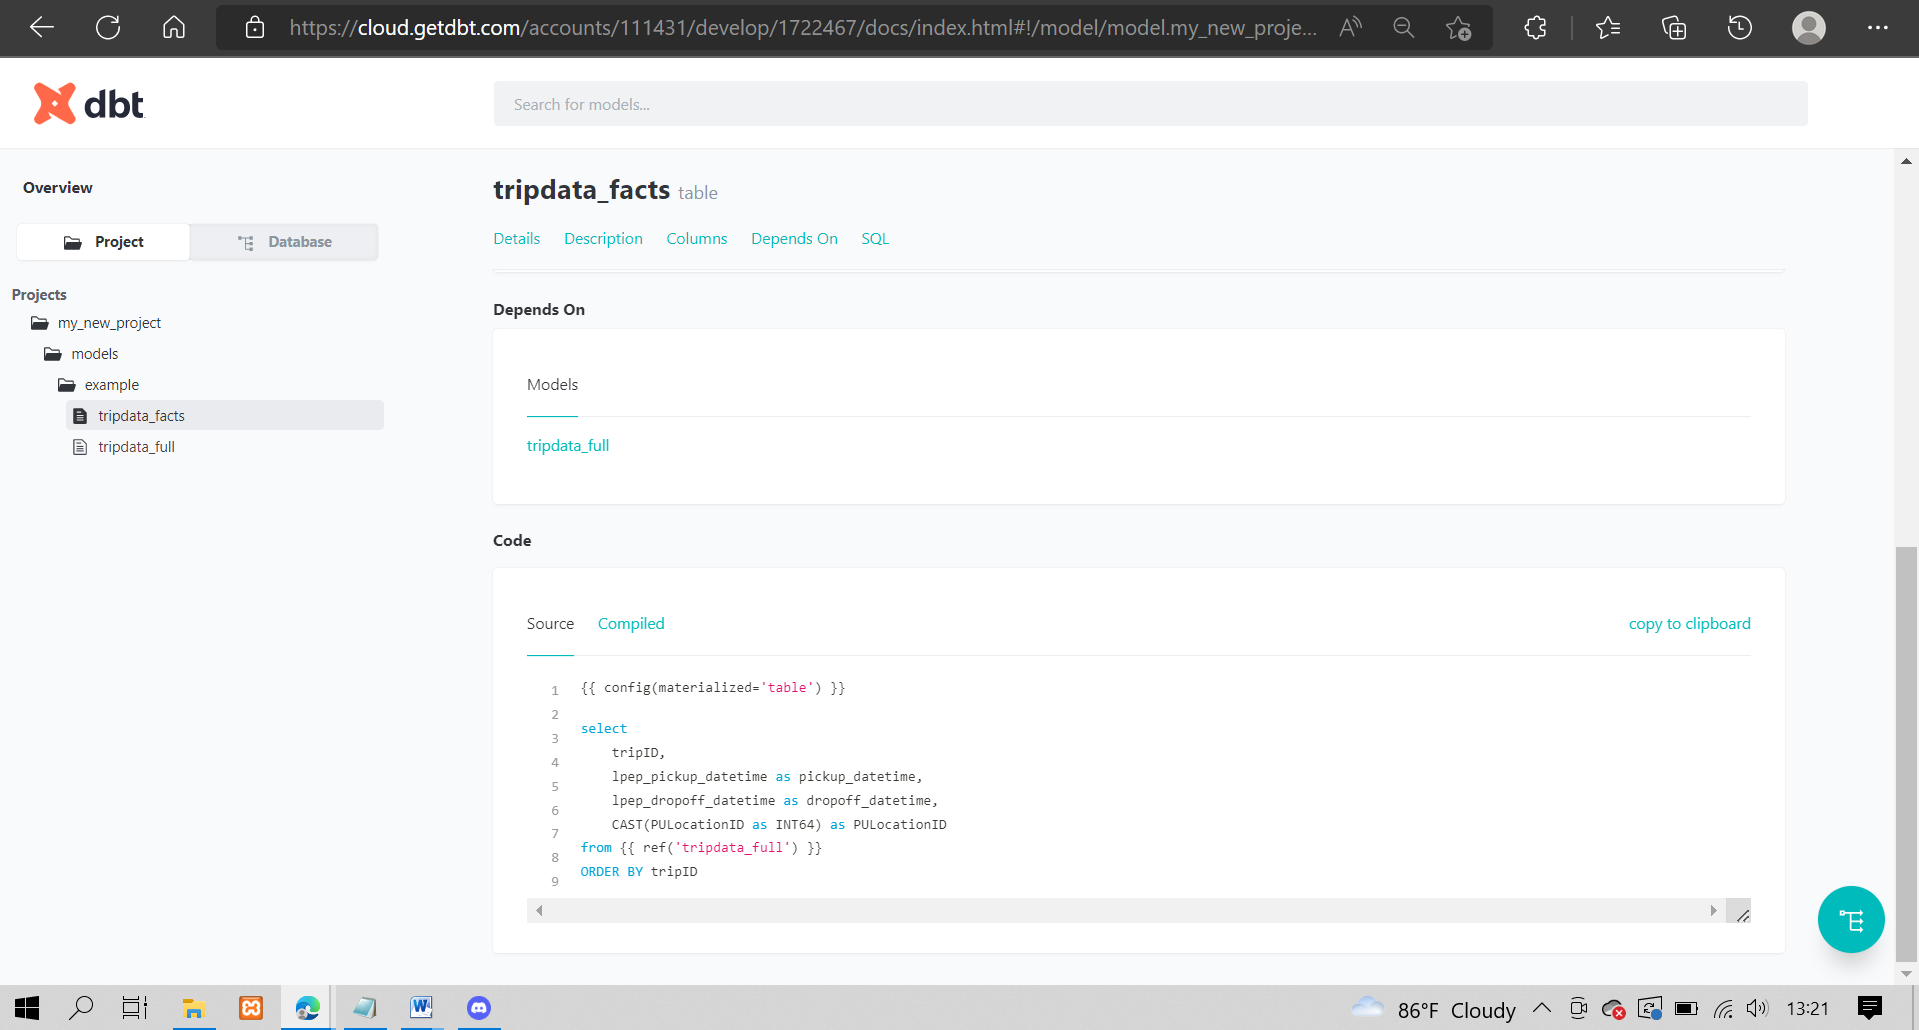 https://cloud.getdbt.com/accounts/111431/develop/1722467/docs/index.html#!/model/model.my_new_proje...
dbt
Search for models...
Overview
Project
Database
Projects
my_new_project
models
example
tripdata_facts
tripdata_full
tripdata_facts table
Details Description Columns Depends On SQL
Depends On
Models
tripdata_full
Code
Source Compiled copy to clipboard
1 {{ config(materialized='table') }}
2
3 select
4 tripID,
5 lpep_pickup_datetime as pickup_datetime,
6 lpep_dropoff_datetime as dropoff_datetime,
7 CAST(PULocationID as INT64) as PULocationID
8 from {{ ref('tripdata_full') }}
9 ORDER BY tripID
86°F Cloudy 13:21